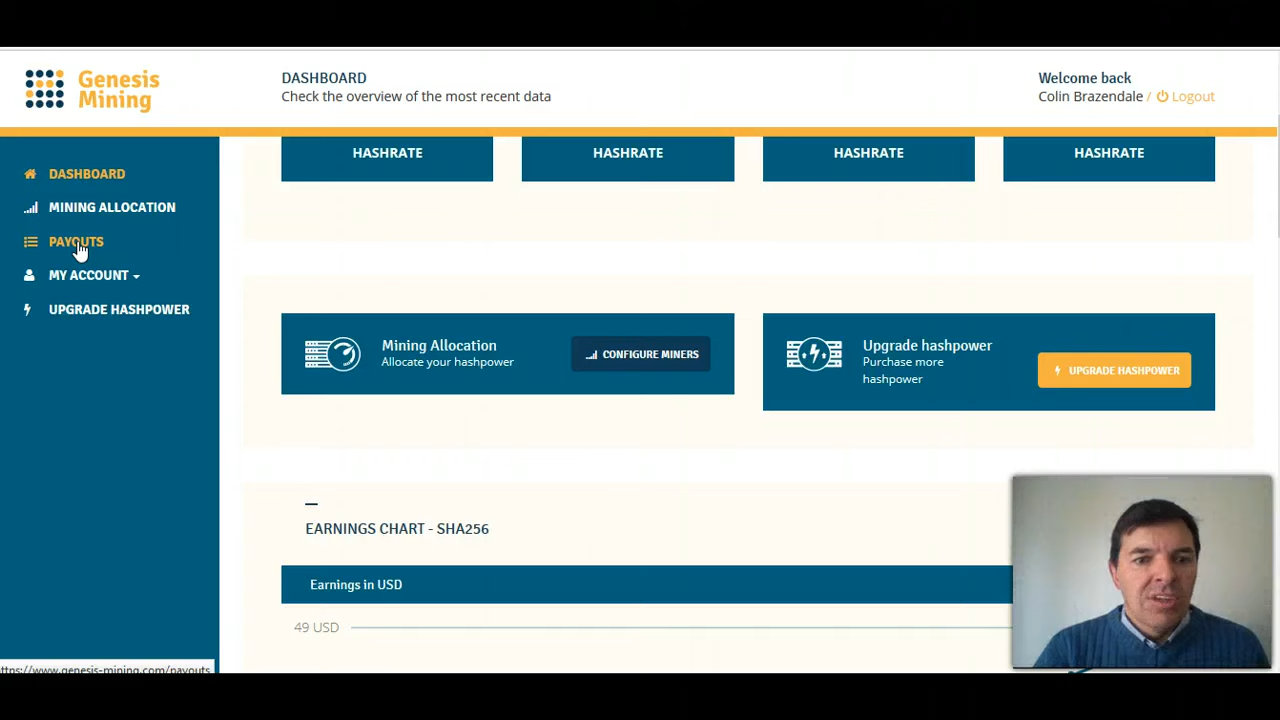 Genesis
Mining
DASHBOARD
Check the overview of the most recent data
Welcome back
Colin Brazendale / Logout
DASHBOARD
MINING ALLOCATION
PAYOUTS
MY ACCOUNT
UPGRADE HASHPOWER
HASHRATE
HASHRATE
HASHRATE
HASHRATE
Mining Allocation
Allocate your hashpower
CONFIGURE MINERS
Upgrade hashpower
Purchase more
hashpower
UPGRADE HASHPOWER
EARNINGS CHART - SHA256
Earnings in USD
49 USD
ttps://www.genesis-mining.com/payouts